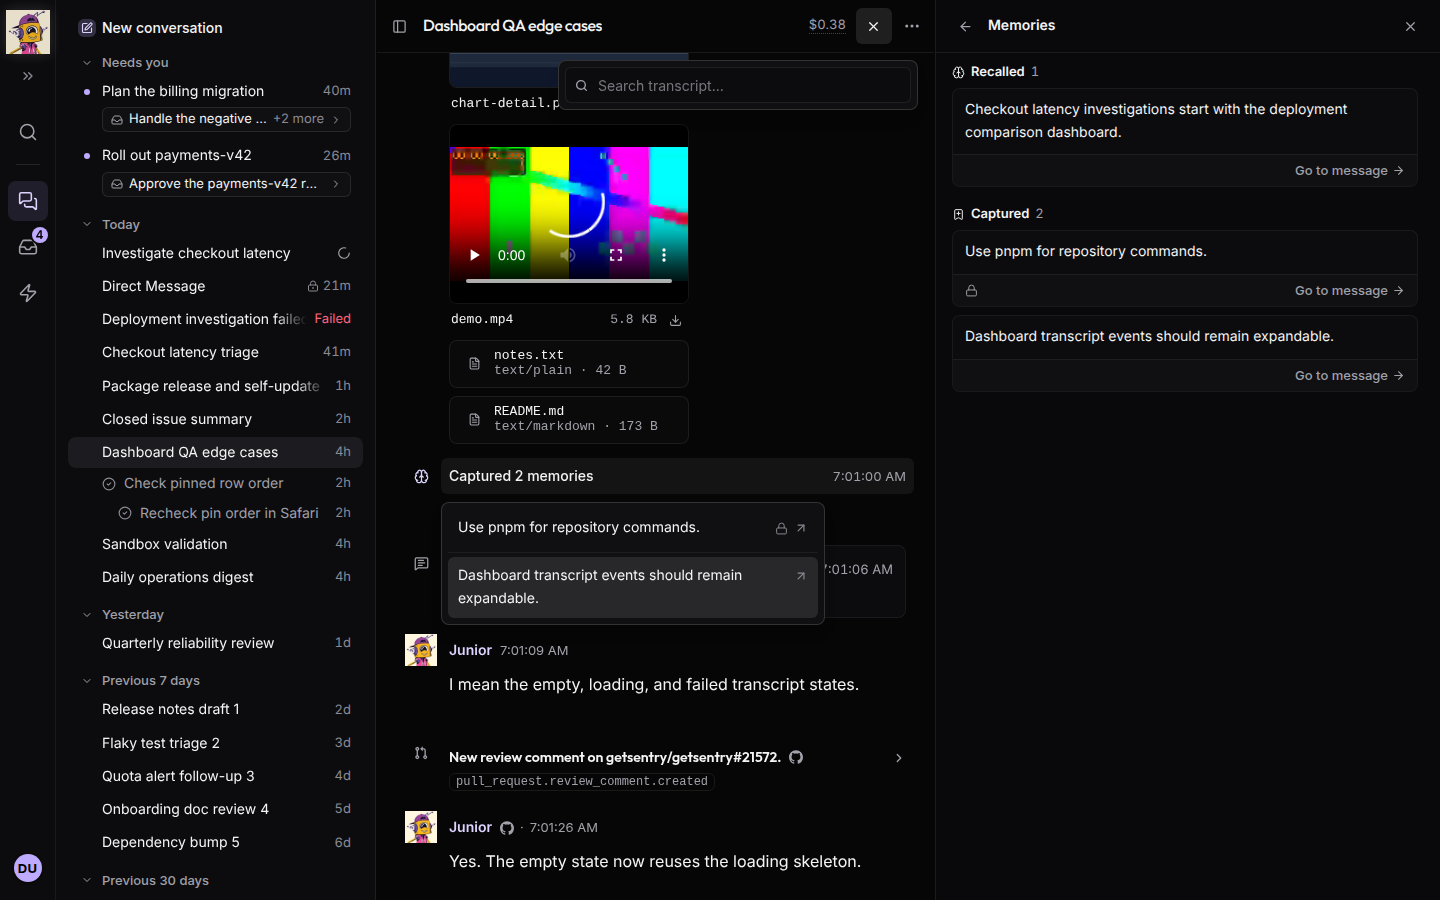 New conversation
Needs you
Plan the billing migration 40m
Handle the negative ... +2 more
Roll out payments-v42 26m
Approve the payments-v42 r...
Today
Investigate checkout latency
Direct Message 21m
Deployment investigation failed Failed
Checkout latency triage 41m
Package release and self-update 1h
Closed issue summary 2h
Dashboard QA edge cases 4h
Check pinned row order 2h
Recheck pin order in Safari 2h
Sandbox validation 4h
Daily operations digest 4h
Yesterday
Quarterly reliability review 1d
Previous 7 days
Release notes draft 1 2d
Flaky test triage 2 3d
Quota alert follow-up 3 4d
Onboarding doc review 4 5d
Dependency bump 5 6d
Previous 30 days
4
DU
Dashboard QA edge cases $0.38
Search transcript...
chart-detail.p
0:00
demo.mp4 5.8 KB
notes.txt
text/plain · 42 B
README.md
text/markdown · 173 B
Captured 2 memories 7:01:00 AM
Use pnpm for repository commands.
Dashboard transcript events should remain
expandable.
7:01:06 AM
Junior 7:01:09 AM
I mean the empty, loading, and failed transcript states.
New review comment on getsentry/getsentry#21572.
pull_request.review_comment.created
Junior · 7:01:26 AM
Yes. The empty state now reuses the loading skeleton.
Memories
Recalled 1
Checkout latency investigations start with the deployment
comparison dashboard.
Go to message
Captured 2
Use pnpm for repository commands.
Go to message
Dashboard transcript events should remain expandable.
Go to message